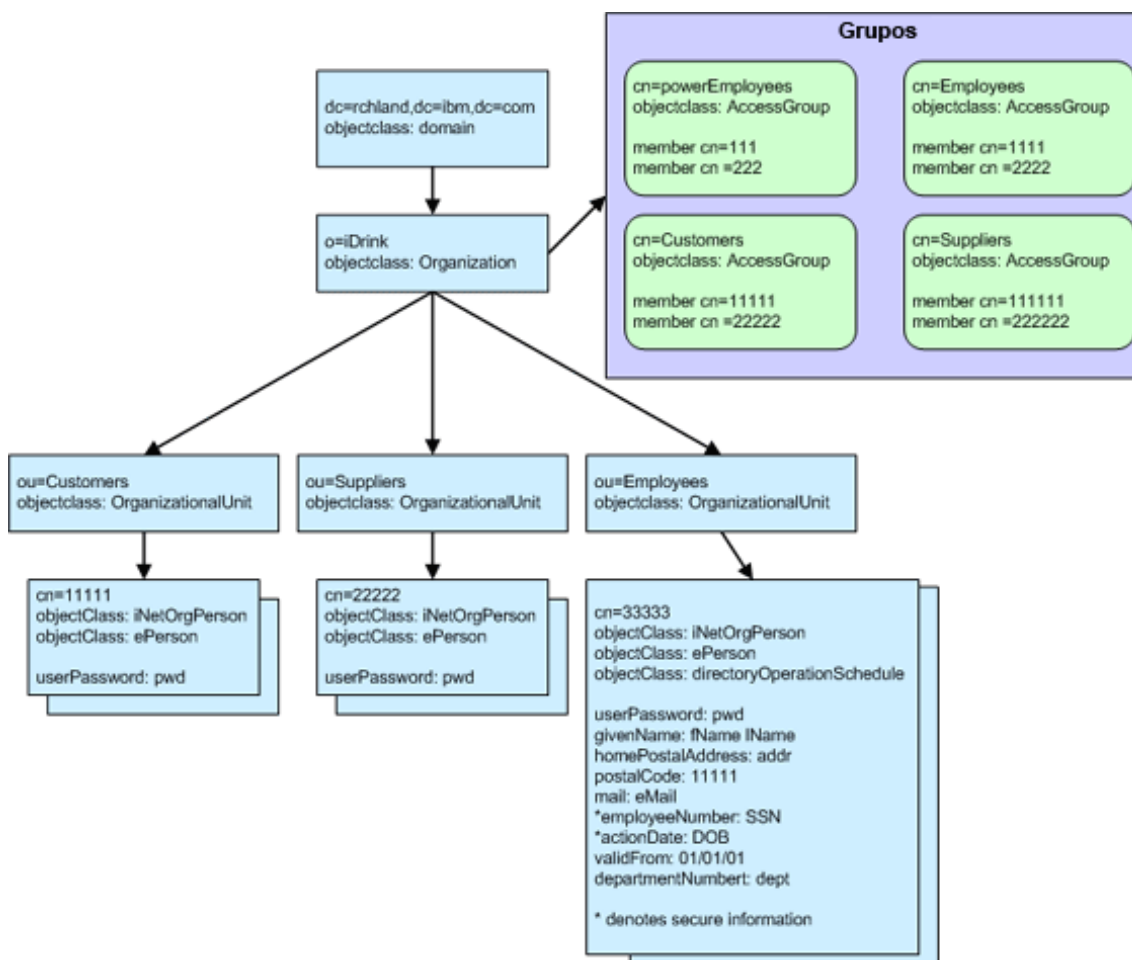 Grupos
cn=powerEmployees
objectclass: AccessGroup
member cn=111
member cn =222
cn=Employees
objectclass: AccessGroup
member cn=1111
member cn =2222
cn=Customers
objectclass: AccessGroup
member cn=11111
member cn =22222
cn=Suppliers
objectclass: AccessGroup
member cn=111111
member cn =222222
dc=rchland,dc=ibm,dc=com
objectclass: domain
o=iDrink
objectclass: Organization
ou=Customers
objectclass: OrganizationalUnit
ou=Suppliers
objectclass: OrganizationalUnit
ou=Employees
objectclass: OrganizationalUnit
cn=11111
objectClass: iNetOrgPerson
objectClass: ePerson
userPassword: pwd
cn=22222
objectClass: iNetOrgPerson
objectClass: ePerson
userPassword: pwd
cn=33333
objectClass: iNetOrgPerson
objectClass: ePerson
objectClass: directoryOperationSchedule
userPassword: pwd
givenName: fName lName
homePostalAddress: addr
postalCode: 11111
mail: eMail
*employeeNumber: SSN
*actionDate: DOB
validFrom: 01/01/01
departmentNumbert: dept
* denotes secure information